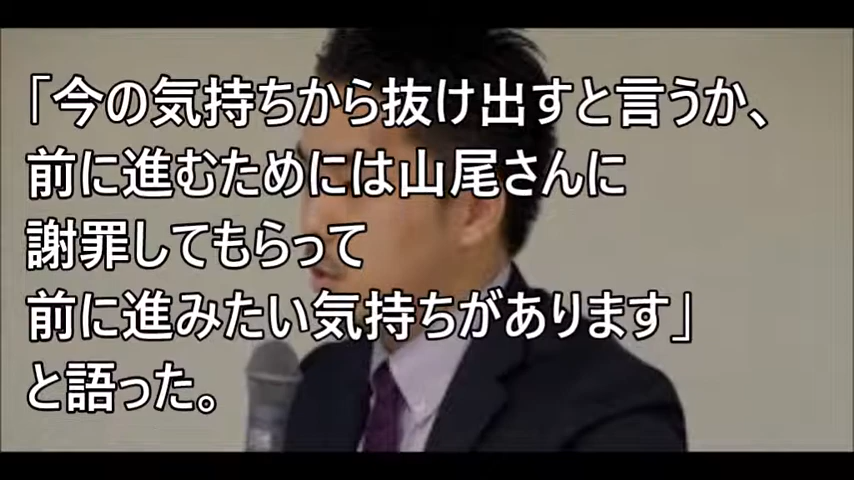 「今の気持ちから抜け出すと言うか、
前に進むためには山尾さんに
謝罪してもらって
前に進みたい気持ちがあります」
と語った。